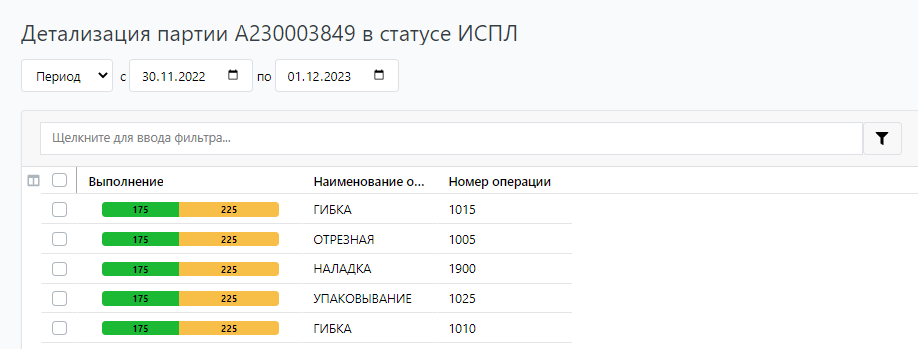 Детализация партии А230003849 в статусе ИСПЛ
Период с 30.11.2022 по 01.12.2023
Щелкните для ввода фильтра...
Выполнение Наименование о... Номер операции
175 225 ГИБКА 1015
175 225 ОТРЕЗНАЯ 1005
175 225 НАЛАДКА 1900
175 225 УПАКОВЫВАНИЕ 1025
175 225 ГИБКА 1010